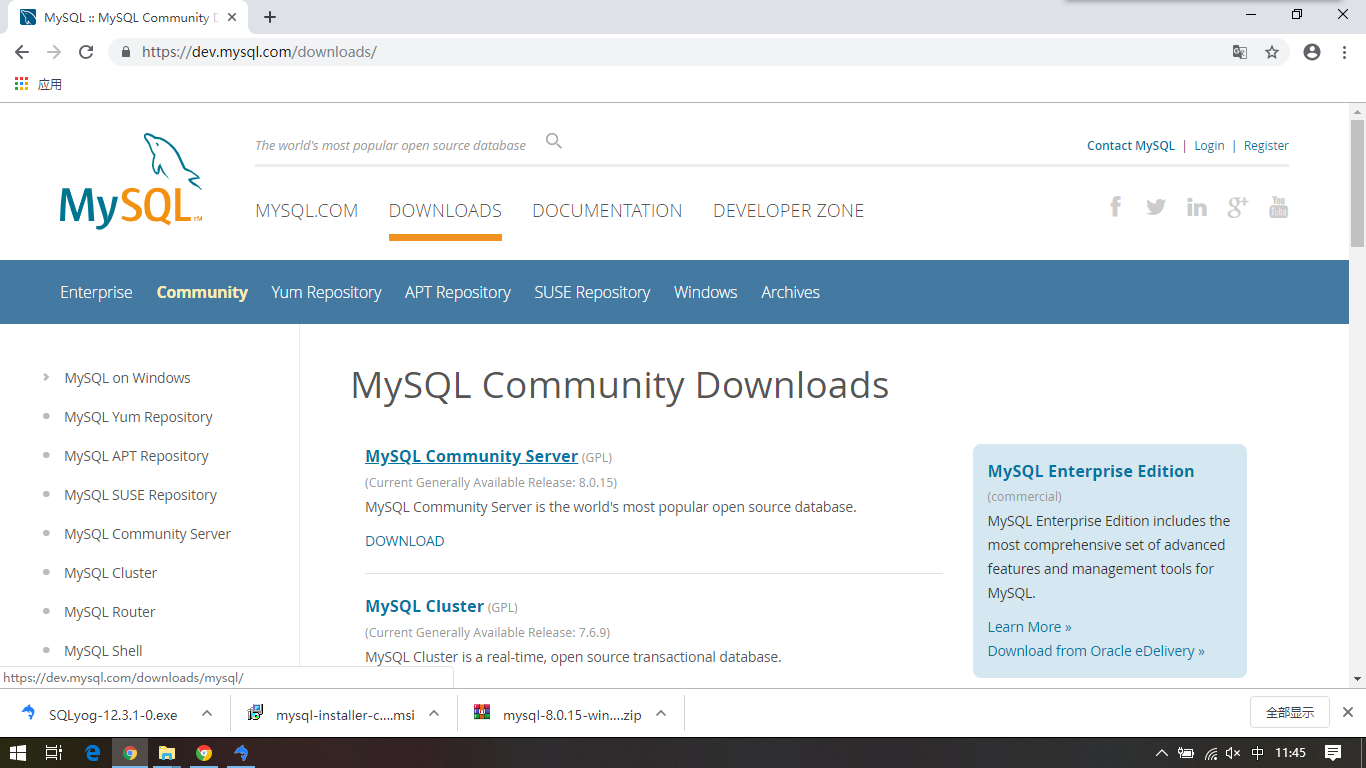 MySQL :: MySQL Community D
https://dev.mysql.com/downloads/
应用
The world's most popular open source database
Contact MySQL | Login | Register
MySQL™
MYSQL.COM DOWNLOADS DOCUMENTATION DEVELOPER ZONE
Enterprise Community Yum Repository APT Repository SUSE Repository Windows Archives
MySQL on Windows
MySQL Yum Repository
MySQL APT Repository
MySQL SUSE Repository
MySQL Community Server
MySQL Cluster
MySQL Router
MySQL Shell
MySQL Community Downloads
MySQL Community Server (GPL)
(Current Generally Available Release: 8.0.15)
MySQL Community Server is the world's most popular open source database.
DOWNLOAD
MySQL Cluster (GPL)
(Current Generally Available Release: 7.6.9)
MySQL Cluster is a real-time, open source transactional database.
MySQL Enterprise Edition
(commercial)
MySQL Enterprise Edition includes the
most comprehensive set of advanced
features and management tools for
MySQL.
Learn More »
Download from Oracle eDelivery »
https://dev.mysql.com/downloads/mysql/
SQLyog-12.3.1-0.exe mysql-installer-c....msi mysql-8.0.15-win....zip 全部显示
中 11:45